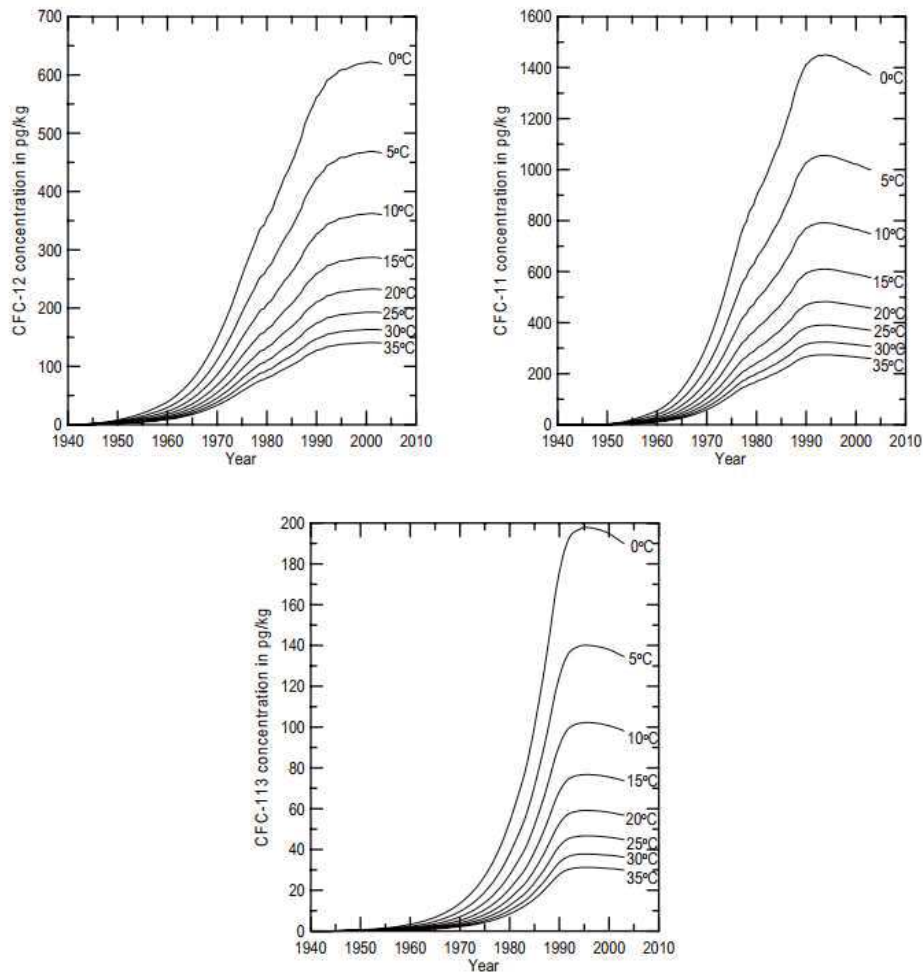 CFC-12 concentration in pg/kg
700
600
500
400
300
200
100
0
0ºC
5ºC
10ºC
15ºC
20ºC
25ºC
30ºC
35ºC
1940 1950 1960 1970 1980 1990 2000 2010
Year
CFC-11 concentration in pg/kg
1600
1400
1200
1000
800
600
400
200
0
0ºC
5ºC
10ºC
15ºC
20ºC
25ºC
30ºC
35ºC
1940 1950 1960 1970 1980 1990 2000 2010
Year
CFC-113 concentration in pg/kg
200
180
160
140
120
100
80
60
40
20
0
0ºC
5ºC
10ºC
15ºC
20ºC
25ºC
30ºC
35ºC
1940 1950 1960 1970 1980 1990 2000 2010
Year